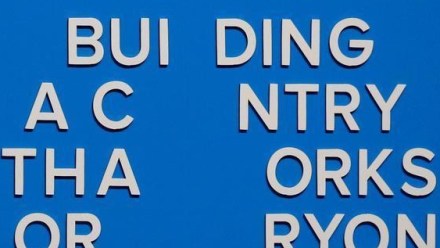 BUI DING
A C NTRY
THA ORKS
OR RYON